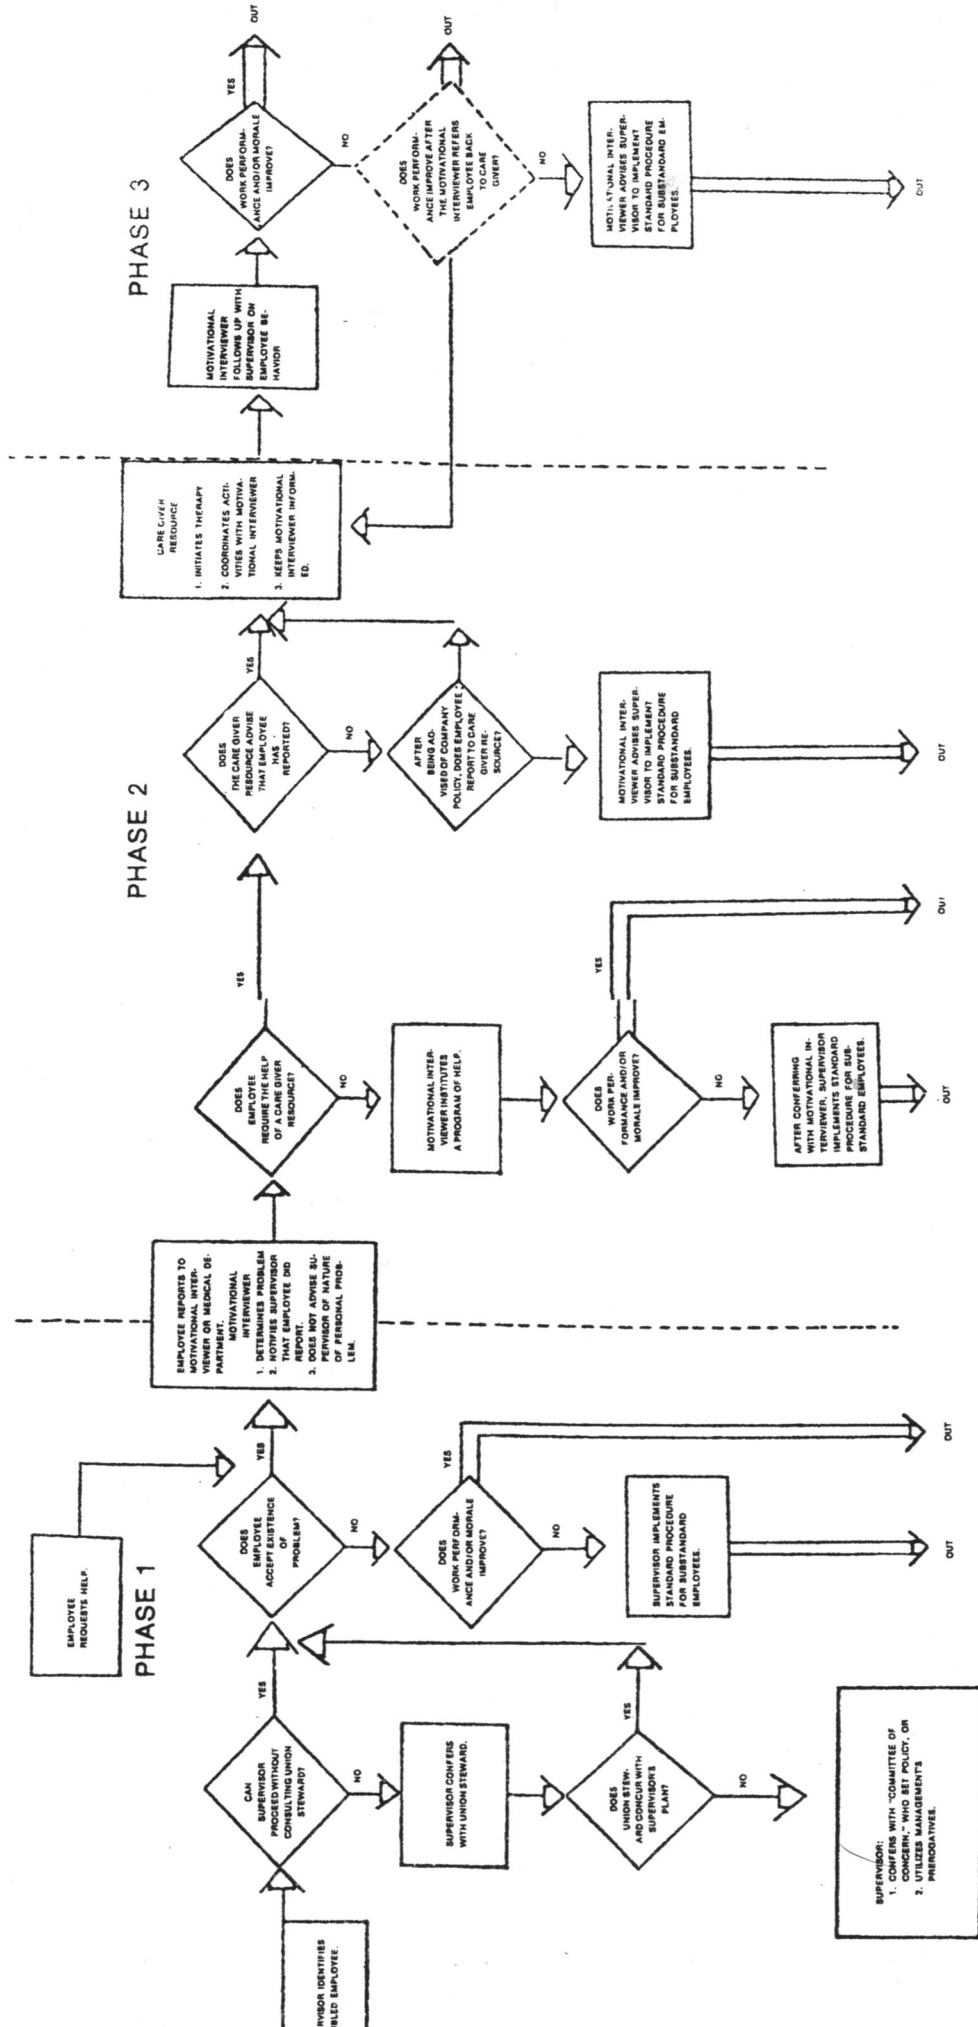 PHASE 1
EMPLOYEE
REQUESTS HELP.
VISOR IDENTIFIES
BLED EMPLOYEE.
CAN
SUPERVISOR
PROCEED WITHOUT
CONSULTING UNION
STEWARD?
YES
NO
SUPERVISOR CONFERS
WITH UNION STEWARD.
DOES
UNION STEW-
ARD CONCUR WITH
SUPERVISOR'S
PLAN?
YES
NO
SUPERVISOR:
1. CONFERS WITH "COMMITTEE OF
CONCERN," WHO SET POLICY, OR
2. UTILIZES MANAGEMENT'S
PREROGATIVES.
DOES
EMPLOYEE
ACCEPT EXISTENCE
OF
PROBLEM?
YES
NO
DOES
WORK PERFORM-
ANCE AND/OR MORALE
IMPROVE?
YES
NO
SUPERVISOR IMPLEMENTS
STANDARD PROCEDURE
FOR SUBSTANDARD
EMPLOYEES.
OUT
OUT
EMPLOYEE REPORTS TO
MOTIVATIONAL INTER-
VIEWER OR MEDICAL DE-
PARTMENT.
MOTIVATIONAL
INTERVIEWER
1. DETERMINES PROBLEM
2. NOTIFIES SUPERVISOR
THAT EMPLOYEE DID
REPORT.
3. DOES NOT ADVISE SU-
PERVISOR OF NATURE
OF PERSONAL PROB-
LEM.
PHASE 2
DOES
EMPLOYEE
REQUIRE THE HELP
OF A CARE GIVER
RESOURCE?
YES
NO
MOTIVATIONAL INTER-
VIEWER INSTITUTES
A PROGRAM OF HELP.
DOES
WORK PER-
FORMANCE AND/OR
MORALE IMPROVE?
YES
NO
AFTER CONFERRING
WITH MOTIVATIONAL IN-
TERVIEWER, SUPERVISOR
IMPLEMENTS STANDARD
PROCEDURE FOR SUB-
STANDARD EMPLOYEES.
OUT
OUT
DOES
THE CARE GIVER
RESOURCE ADVISE
THAT EMPLOYEE
HAS
REPORTED?
YES
NO
AFTER
BEING AD-
VISED OF COMPANY
POLICY, DOES EMPLOYEE
REPORT TO CARE
GIVER RE-
SOURCE?
MOTIVATIONAL INTER-
VIEWER ADVISES SUPER-
VISOR TO IMPLEMENT
STANDARD PROCEDURE
FOR SUBSTANDARD
EMPLOYEES.
OUT
CARE GIVER
RESOURCE
1. INITIATES THERAPY
2. COORDINATES ACTI-
VITIES WITH MOTIVA-
TIONAL INTERVIEWER
3. KEEPS MOTIVATIONAL
INTERVIEWER INFORM-
ED.
PHASE 3
MOTIVATIONAL
INTERVIEWER
FOLLOWS UP WITH
SUPERVISOR ON
EMPLOYEE BE-
HAVIOR
DOES
WORK PERFORM-
ANCE AND/OR MORALE
IMPROVE?
YES
OUT
NO
DOES
WORK PERFORM-
ANCE IMPROVE AFTER
THE MOTIVATIONAL
INTERVIEWER REFERS
EMPLOYEE BACK
TO CARE
GIVER?
OUT
NO
MOTIVATIONAL INTER-
VIEWER ADVISES SUPER-
VISOR TO IMPLEMENT
STANDARD PROCEDURE
FOR SUBSTANDARD EM-
PLOYEES.
OUT